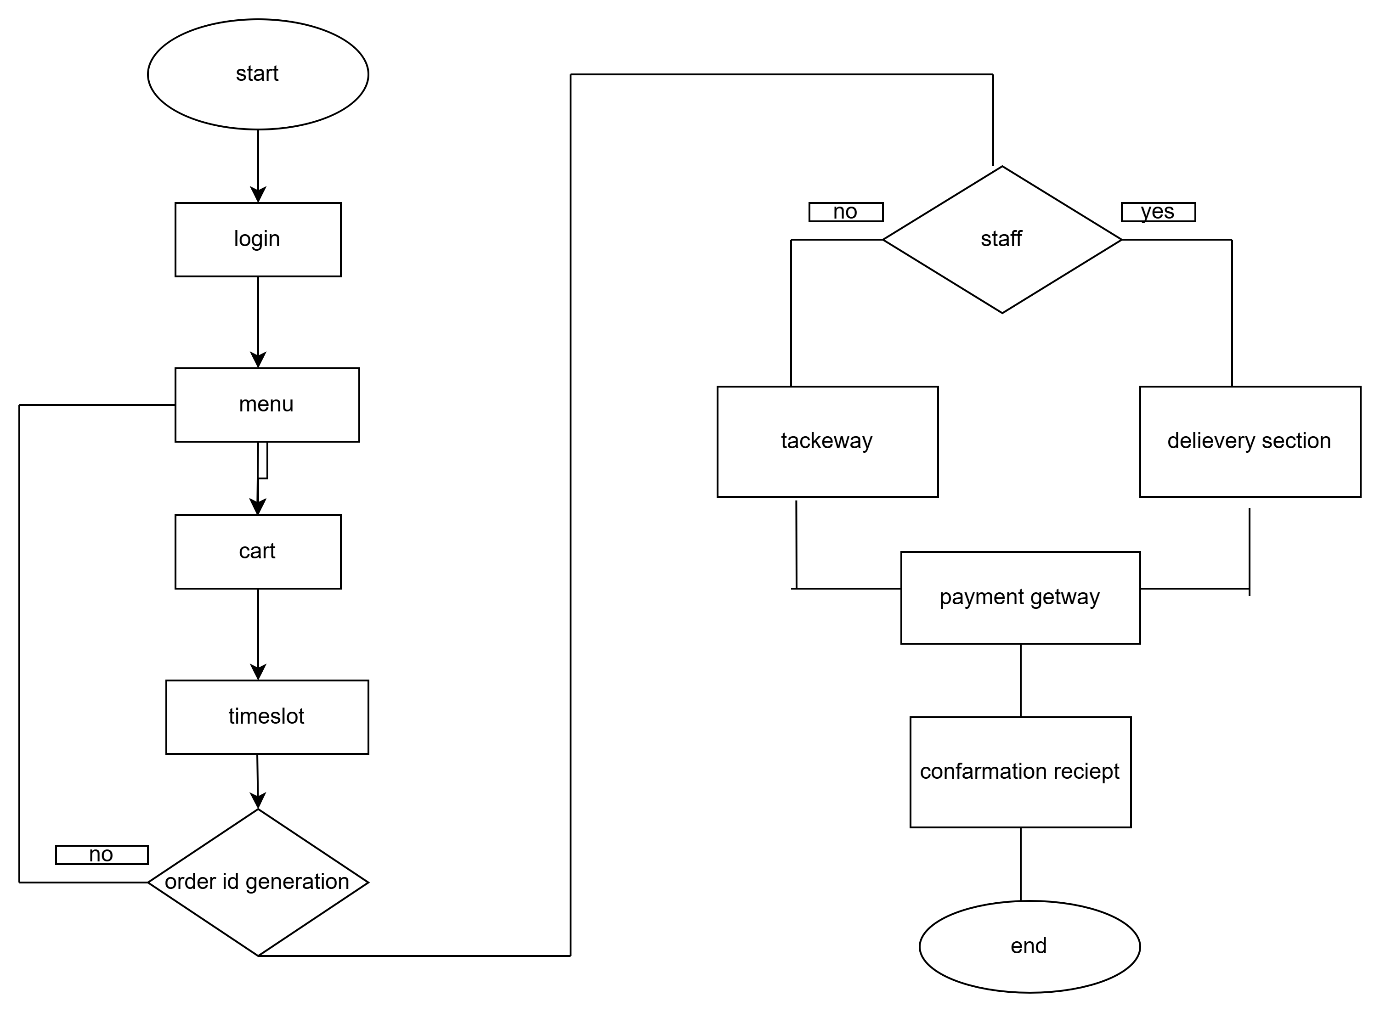 start
login
menu
cart
timeslot
no
order id generation
no
yes
staff
tackeway
delievery section
payment getway
confarmation reciept
end